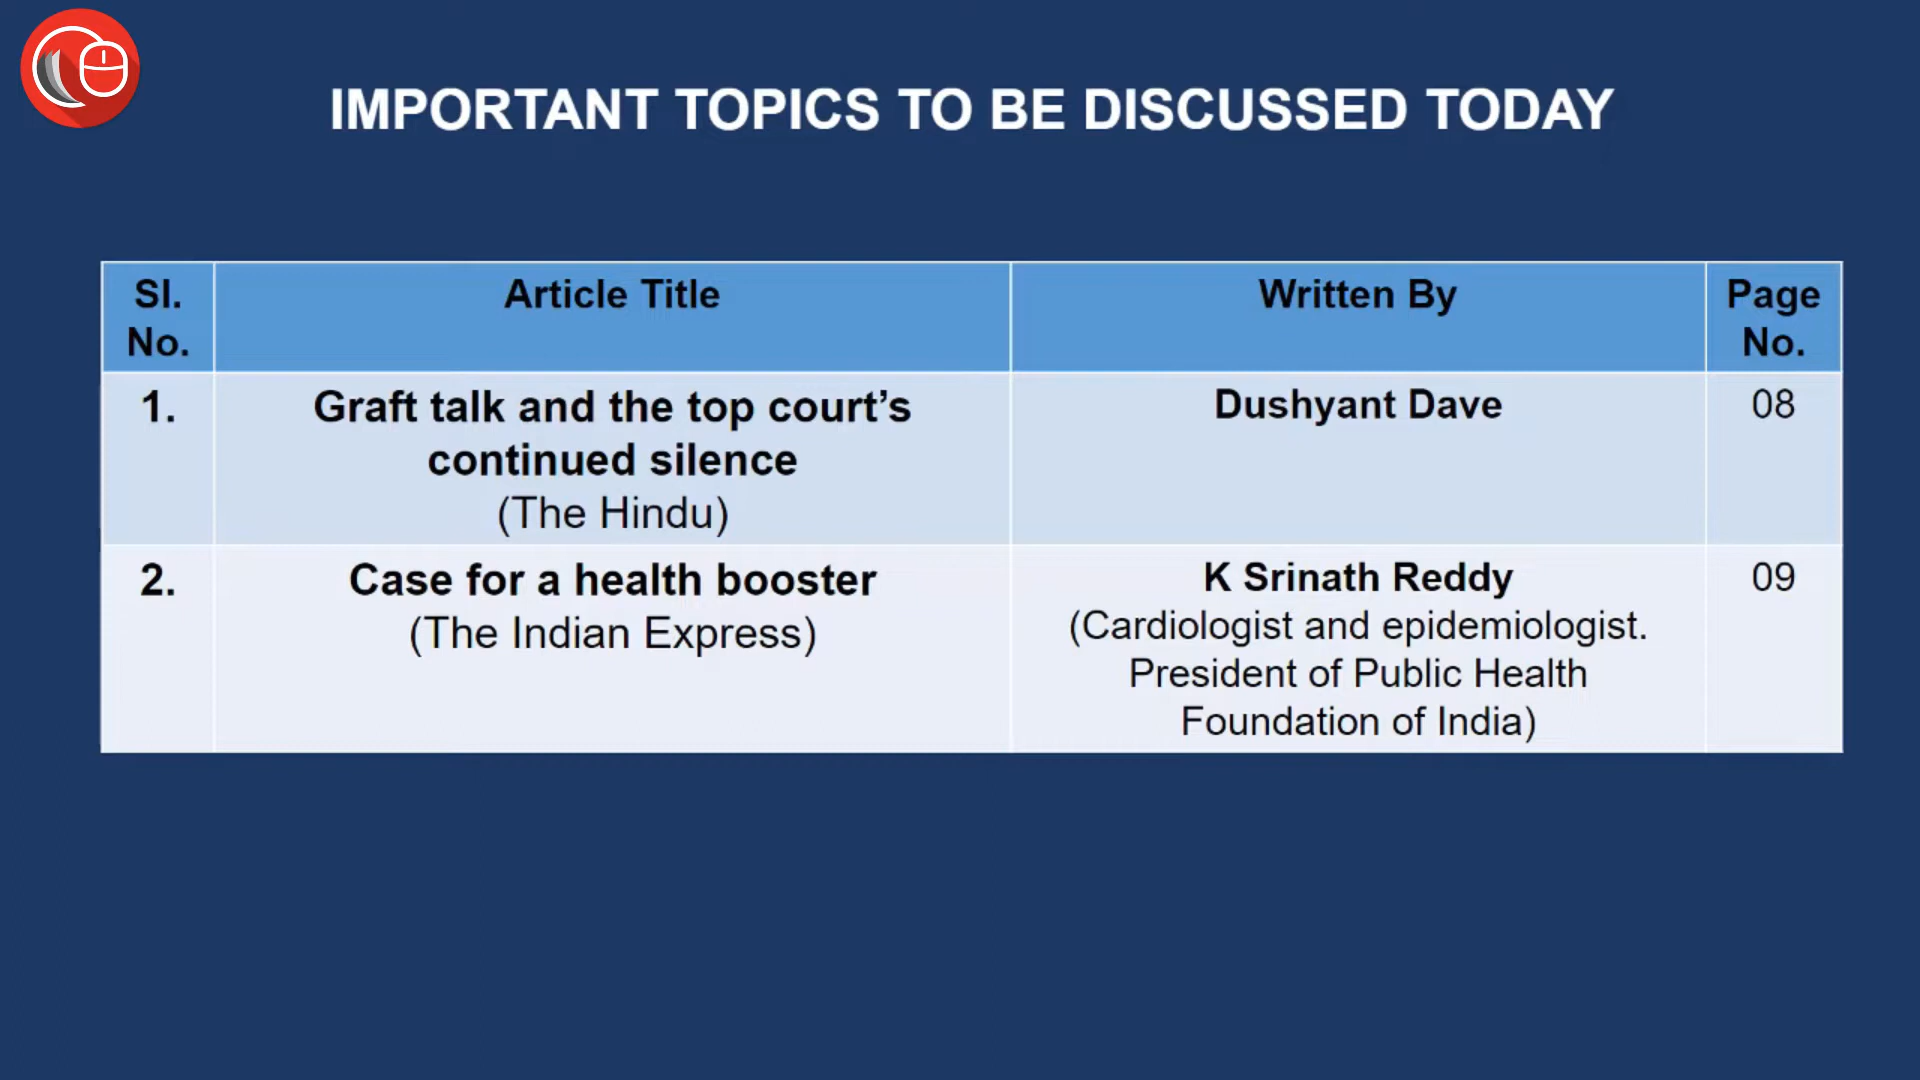 IMPORTANT TOPICS TO BE DISCUSSED TODAY
Sl. No.
Article Title
Written By
Page No.
1.
Graft talk and the top court’s
continued silence
(The Hindu)
Dushyant Dave
08
2.
Case for a health booster
(The Indian Express)
K Srinath Reddy
(Cardiologist and epidemiologist.
President of Public Health
Foundation of India)
09